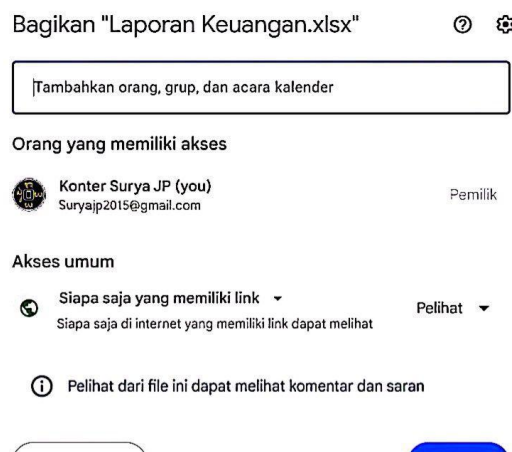 Bagikan "Laporan Keuangan.xlsx"
Tambahkan orang, grup, dan acara kalender
Orang yang memiliki akses
Konter Surya JP (you)
Suryajp2015@gmail.com
Pemilik
Akses umum
Siapa saja yang memiliki link
Siapa saja di internet yang memiliki link dapat melihat
Pelihat
Pelihat dari file ini dapat melihat komentar dan saran